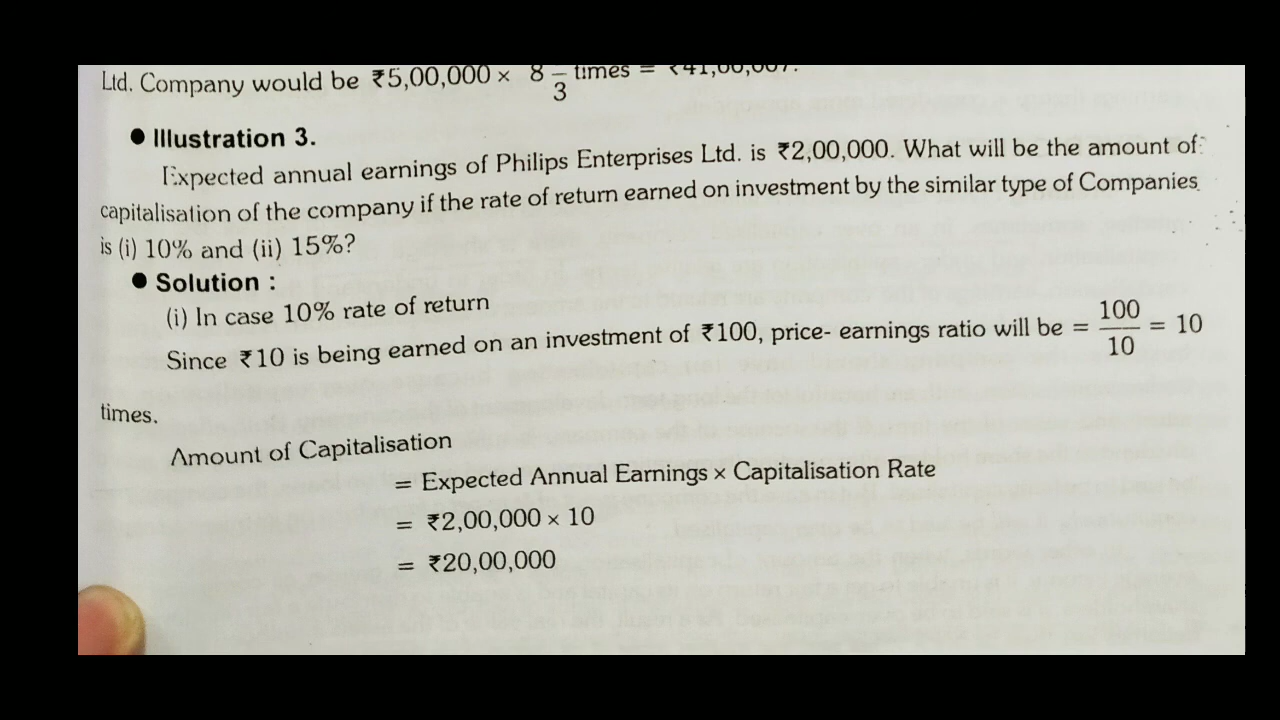 Ltd. Company would be ₹5,00,000 × 8 – times = ₹41,66,667.
3
● Illustration 3.
Expected annual earnings of Philips Enterprises Ltd. is ₹2,00,000. What will be the amount of
capitalisation of the company if the rate of return earned on investment by the similar type of Companies
is (i) 10% and (ii) 15%?
● Solution :
(i) In case 10% rate of return
Since ₹10 is being earned on an investment of ₹100, price- earnings ratio will be = 100/10 = 10
times.
Amount of Capitalisation
= Expected Annual Earnings × Capitalisation Rate
= ₹2,00,000 × 10
= ₹20,00,000